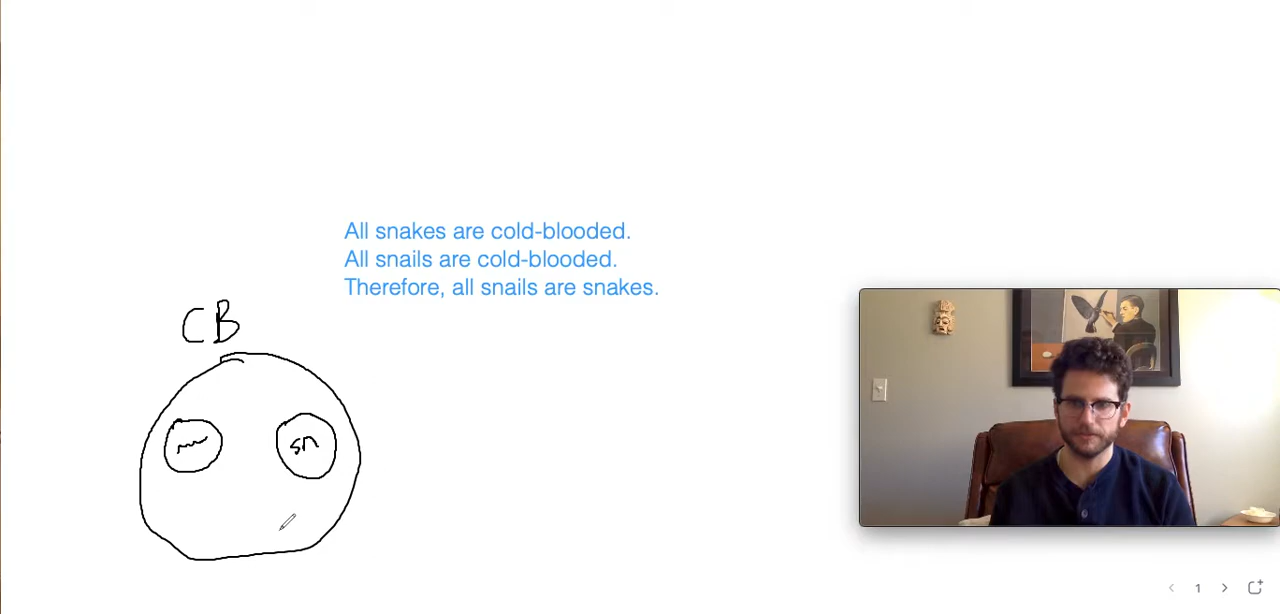 All snakes are cold-blooded.
All snails are cold-blooded.
Therefore, all snails are snakes.
CB
sn
1